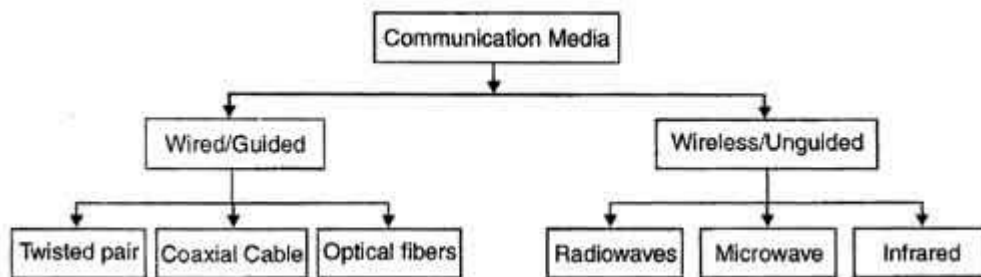 Communication Media
Wired/Guided
Wireless/Unguided
Twisted pair
Coaxial Cable
Optical fibers
Radiowaves
Microwave
Infrared